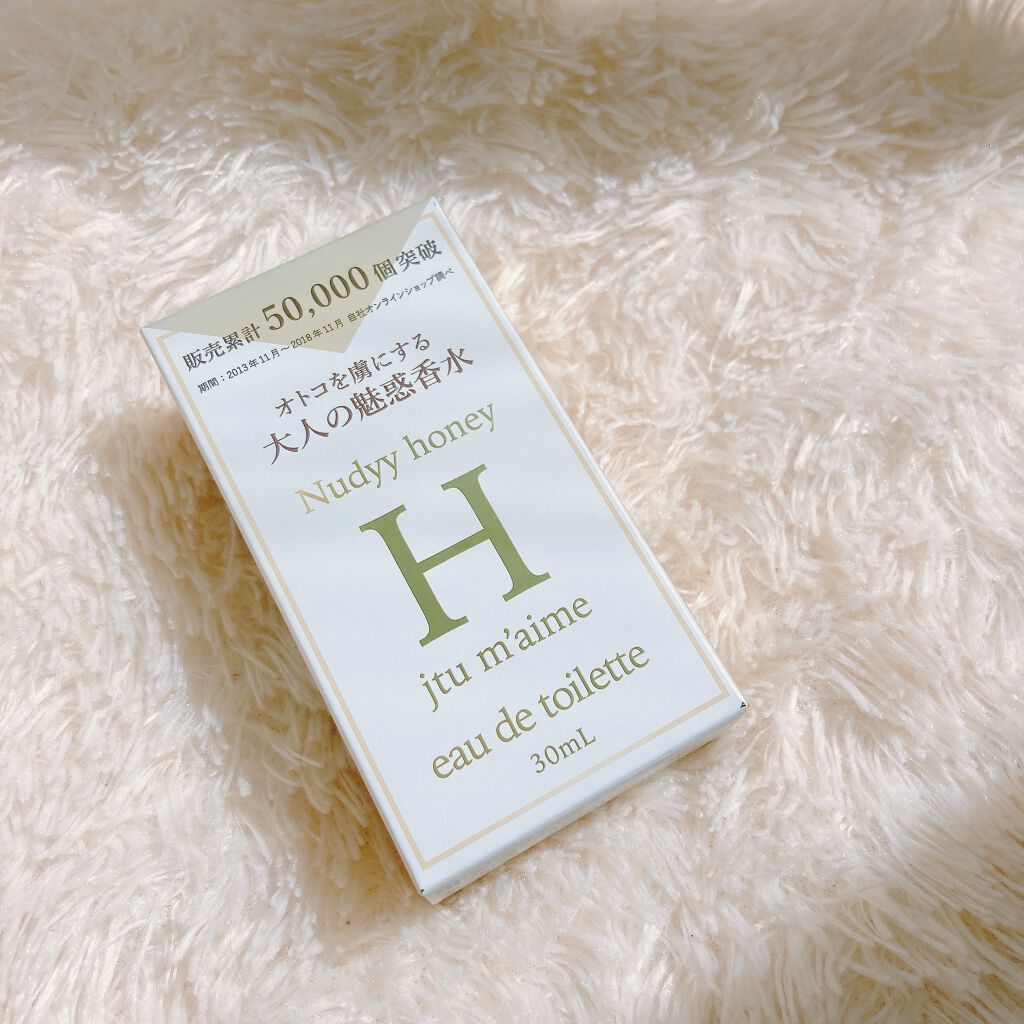 販売累計50,000個突破
期間：2013年11月～2018年11月 自社オンラインショップ調べ
オトコを虜にする
大人の魅惑香水
Nudyy honey
H
jtu m'aime
eau de toilette
30mL